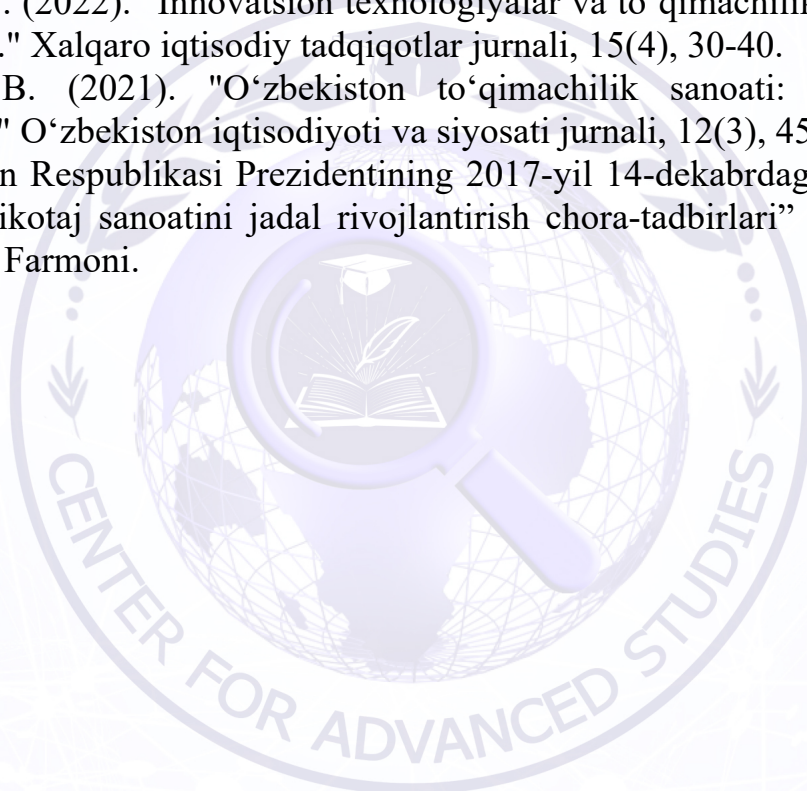 . (2022). "Innovatsion texnologiyalar va to‘qimachilik
." Xalqaro iqtisodiy tadqiqotlar jurnali, 15(4), 30-40.
B. (2021). "O‘zbekiston to‘qimachilik sanoati:
" O‘zbekiston iqtisodiyoti va siyosati jurnali, 12(3), 45
n Respublikasi Prezidentining 2017-yil 14-dekabrdag
ikotaj sanoatini jadal rivojlantirish chora-tadbirlari”
Farmoni.
CENTER FOR ADVANCED STUDIES